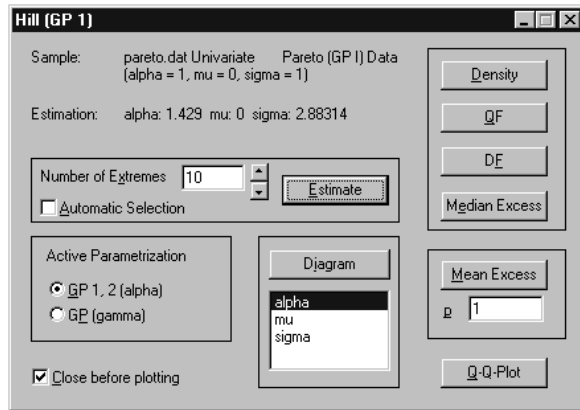 Hill (GP 1)
Sample: pareto.dat Univariate Pareto (GP I) Data
(alpha = 1, mu = 0, sigma = 1)
Estimation: alpha: 1.429 mu: 0 sigma: 2.88314
Number of Extremes 10
Estimate
Automatic Selection
Active Parametrization
GP 1, 2 (alpha)
GP (gamma)
Close before plotting
Diagram
alpha
mu
sigma
Density
QF
DF
Median Excess
Mean Excess
p 1
Q-Q-Plot